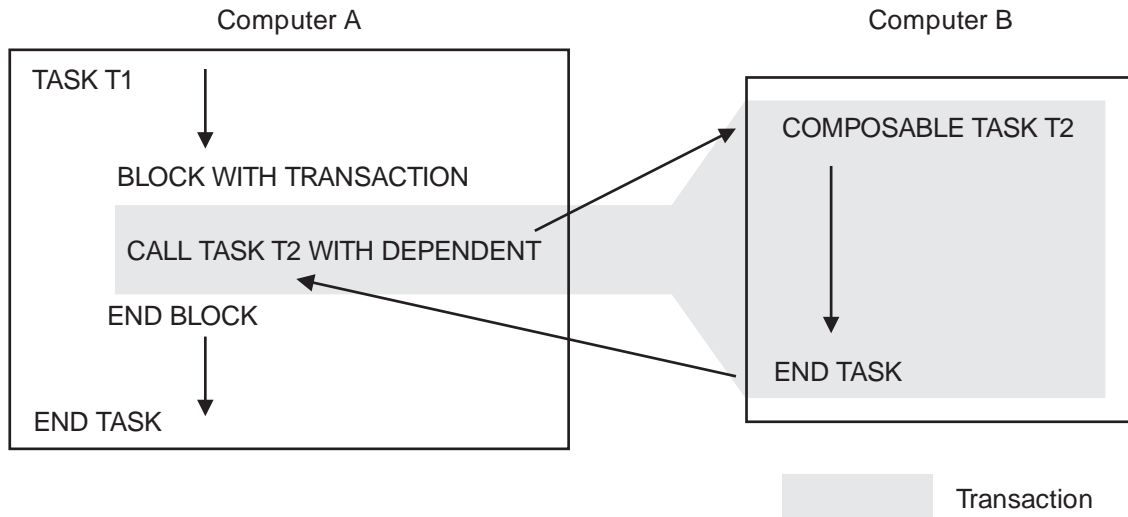 Computer A
Computer B
TASK T1
BLOCK WITH TRANSACTION
CALL TASK T2 WITH DEPENDENT
END BLOCK
END TASK
COMPOSABLE TASK T2
END TASK
Transaction